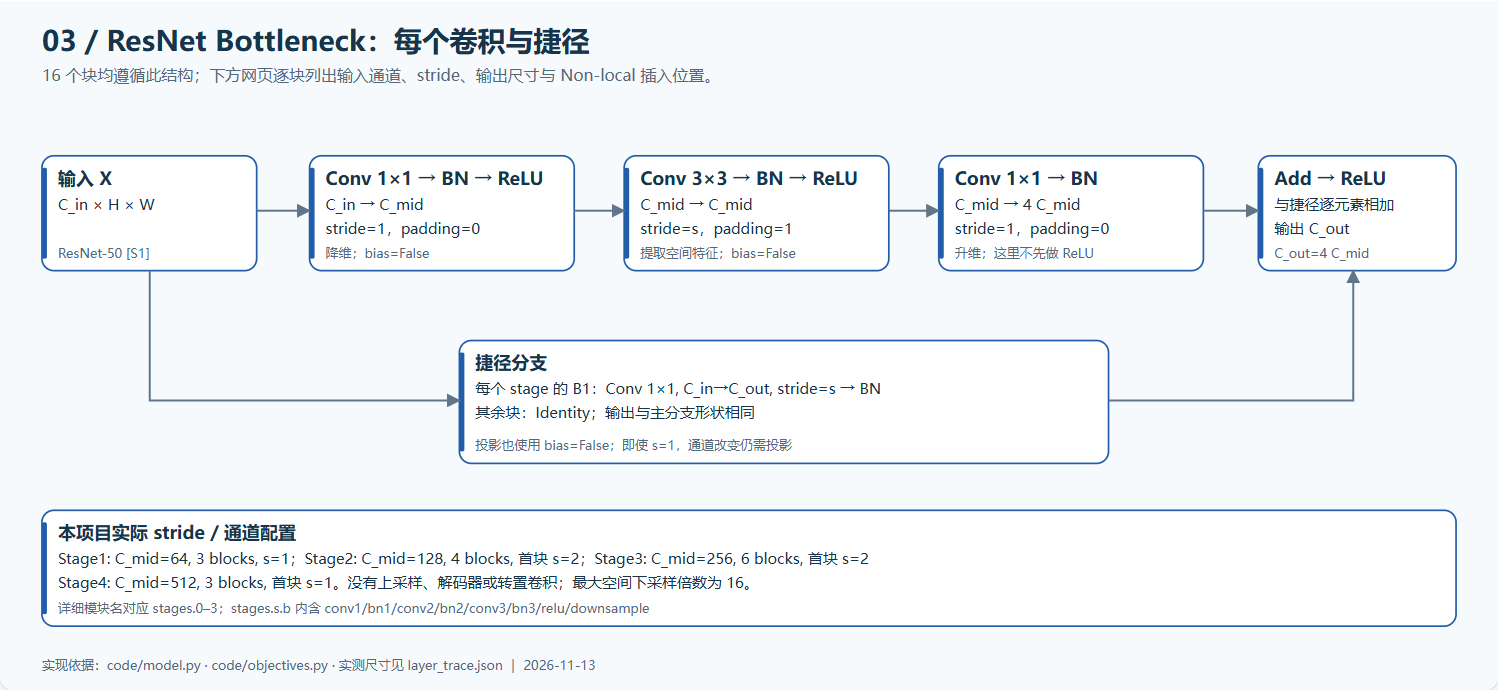 03 / ResNet Bottleneck：每个卷积与捷径
16 个块均遵循此结构；下方网页逐块列出输入通道、stride、输出尺寸与 Non-local 插入位置。
输入 X
C_in × H × W
ResNet-50 [S1]
Conv 1×1 → BN → ReLU
C_in → C_mid
stride=1，padding=0
降维；bias=False
Conv 3×3 → BN → ReLU
C_mid → C_mid
stride=s，padding=1
提取空间特征；bias=False
Conv 1×1 → BN
C_mid → 4 C_mid
stride=1，padding=0
升维；这里不先做 ReLU
Add → ReLU
与捷径逐元素相加
输出 C_out
C_out=4 C_mid
捷径分支
每个 stage 的 B1：Conv 1×1, C_in→C_out, stride=s → BN
其余块：Identity；输出与主分支形状相同
投影也使用 bias=False；即使 s=1，通道改变仍需投影
本项目实际 stride / 通道配置
Stage1: C_mid=64, 3 blocks, s=1；Stage2: C_mid=128, 4 blocks, 首块 s=2；Stage3: C_mid=256, 6 blocks, 首块 s=2
Stage4: C_mid=512, 3 blocks, 首块 s=1。没有上采样、解码器或转置卷积；最大空间下采样倍数为 16。
详细模块名对应 stages.0–3；stages.s.b 内含 conv1/bn1/conv2/bn2/conv3/bn3/relu/downsample
实现依据：code/model.py · code/objectives.py · 实测尺寸见 layer_trace.json ｜ 2026-11-13